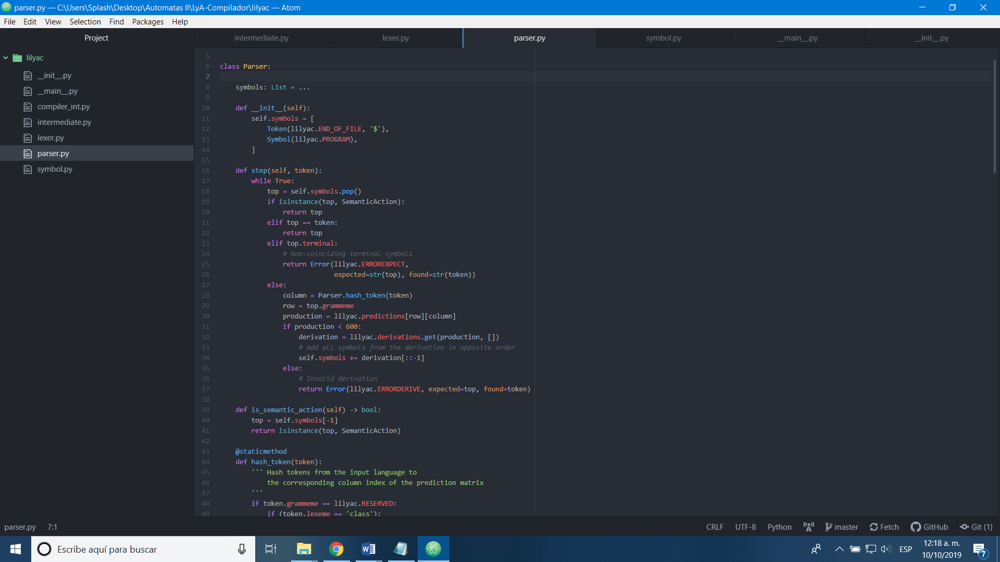 parser.py — C:\Users\Splash\Desktop\Automatas II\LyA-Compilador\lilyac — Atom
File Edit View Selection Find Packages Help
Project
lilyac
__init__.py
__main__.py
compiler_int.py
intermediate.py
lexer.py
parser.py
symbol.py
intermediate.py lexer.py parser.py symbol.py __main__.py __init__.py
5
6 class Parser:
7
8     symbols: List = ...
9
10     def __init__(self):
11         self.symbols = [
12             Token(lilyac.END_OF_FILE, '$'),
13             Symbol(lilyac.PROGRAM),
14         ]
15
16     def step(self, token):
17         while True:
18             top = self.symbols.pop()
19             if isinstance(top, SemanticAction):
20                 return top
21             elif top == token:
22                 return top
23             elif top.terminal:
24                 # Non-coinciding terminal symbols
25                 return Error(lilyac.ERROREXPECT,
26                              expected=str(top), found=str(token))
27             else:
28                 column = Parser.hash_token(token)
29                 row = top.grammeme
30                 production = lilyac.predictions[row][column]
31                 if production < 600:
32                     derivation = lilyac.derivations.get(production, [])
33                     # Add all symbols from the derivation in opposite order
34                     self.symbols += derivation[::-1]
35                 else:
36                     # Invalid derivation
37                     return Error(lilyac.ERRORDERIVE, expected=top, found=token)
38
39     def is_semantic_action(self) -> bool:
40         top = self.symbols[-1]
41         return isinstance(top, SemanticAction)
42
43     @staticmethod
44     def hash_token(token):
45         ''' Hash tokens from the input language to
46             the corresponding column index of the prediction matrix
47         '''
48         if token.grammeme == lilyac.RESERVED:
49             if (token.lexeme == 'class'):
parser.py 7:1 CRLF UTF-8 Python master Fetch GitHub Git (1)
Escribe aquí para buscar
ESP
12:18 a. m.
10/10/2019
7